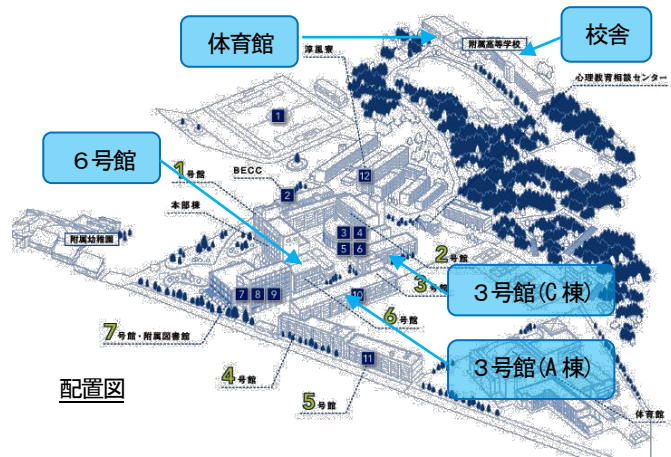 体育館
校舎
附属高等学校
淳風寮
心理教育相談センター
1
6号館
1号館
BECC
2
12
本部棟
附属幼稚園
3 4
5 6
2号館
3号館
3号館(C棟)
7 8 9
10
6号館
7号館・附属図書館
4号館
11
3号館(A棟)
5号館
体育館
配置図